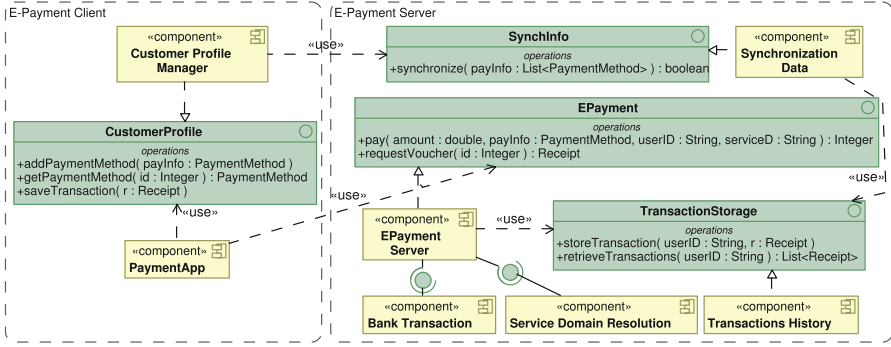 E-Payment Client
«component»
Customer Profile
Manager
CustomerProfile
operations
+addPaymentMethod( payInfo : PaymentMethod )
+getPaymentMethod( id : Integer ) : PaymentMethod
+saveTransaction( r : Receipt )
«use»
«component»
PaymentApp
«use»
«use»
E-Payment Server
SynchInfo
operations
+synchronize( payInfo : List<PaymentMethod> ) : boolean
«component»
Synchronization
Data
EPayment
operations
+pay( amount : double, payInfo : PaymentMethod, userID : String, serviceD : String ) : Integer
+requestVoucher( id : Integer ) : Receipt
«use»
«component»
EPayment
Server
«use»
TransactionStorage
operations
+storeTransaction( userID : String, r : Receipt )
+retrieveTransactions( userID : String ) : List<Receipt>
«component»
Bank Transaction
«component»
Service Domain Resolution
«component»
Transactions History